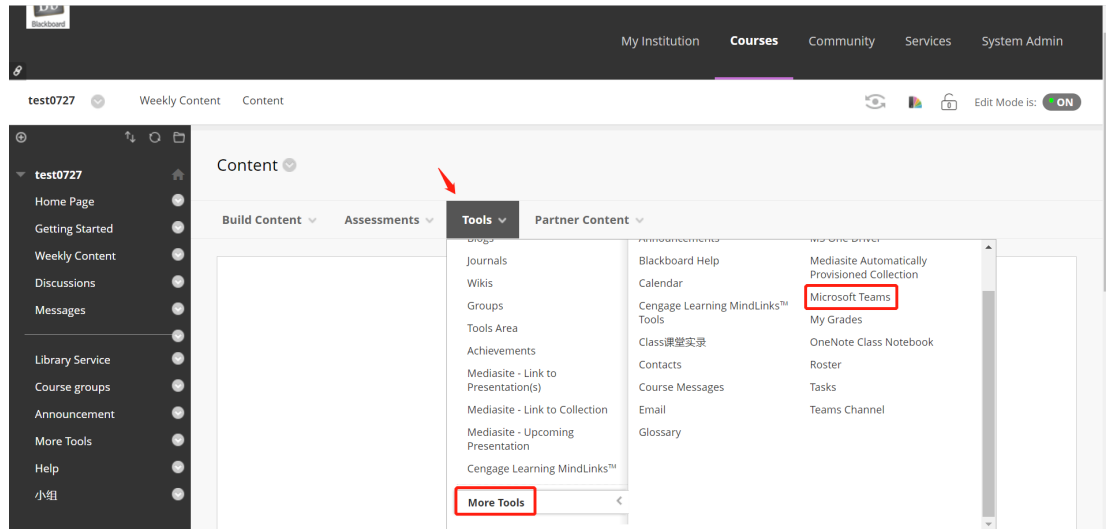 Blackboard
My Institution
Courses
Community
Services
System Admin
test0727
Weekly Content
Content
Edit Mode is:
ON
test0727
Home Page
Getting Started
Weekly Content
Discussions
Messages
Library Service
Course groups
Announcement
More Tools
Help
小组
Content
Build Content
Assessments
Tools
Partner Content
Blogs
Journals
Wikis
Groups
Tools Area
Achievements
Mediasite - Link to
Presentation(s)
Mediasite - Link to Collection
Mediasite - Upcoming
Presentation
Cengage Learning MindLinks™
More Tools
Announcements
Blackboard Help
Calendar
Cengage Learning MindLinks™
Tools
Class课堂实录
Contacts
Course Messages
Email
Glossary
MS One Driver
Mediasite Automatically
Provisioned Collection
Microsoft Teams
My Grades
OneNote Class Notebook
Roster
Tasks
Teams Channel